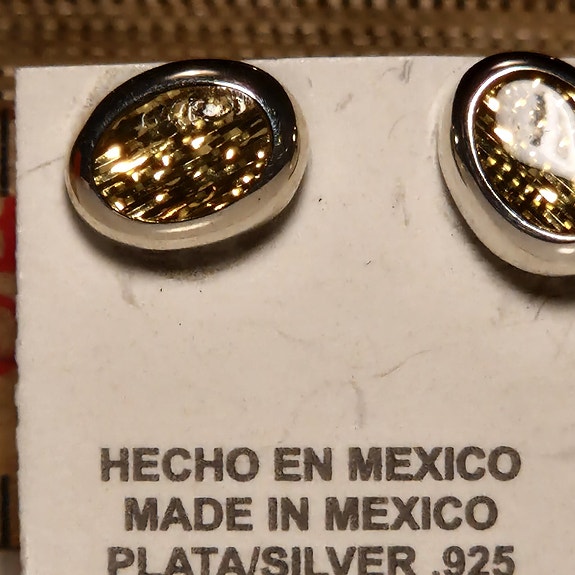 HECHO EN MEXICO
MADE IN MEXICO
PLATA/SILVER .925